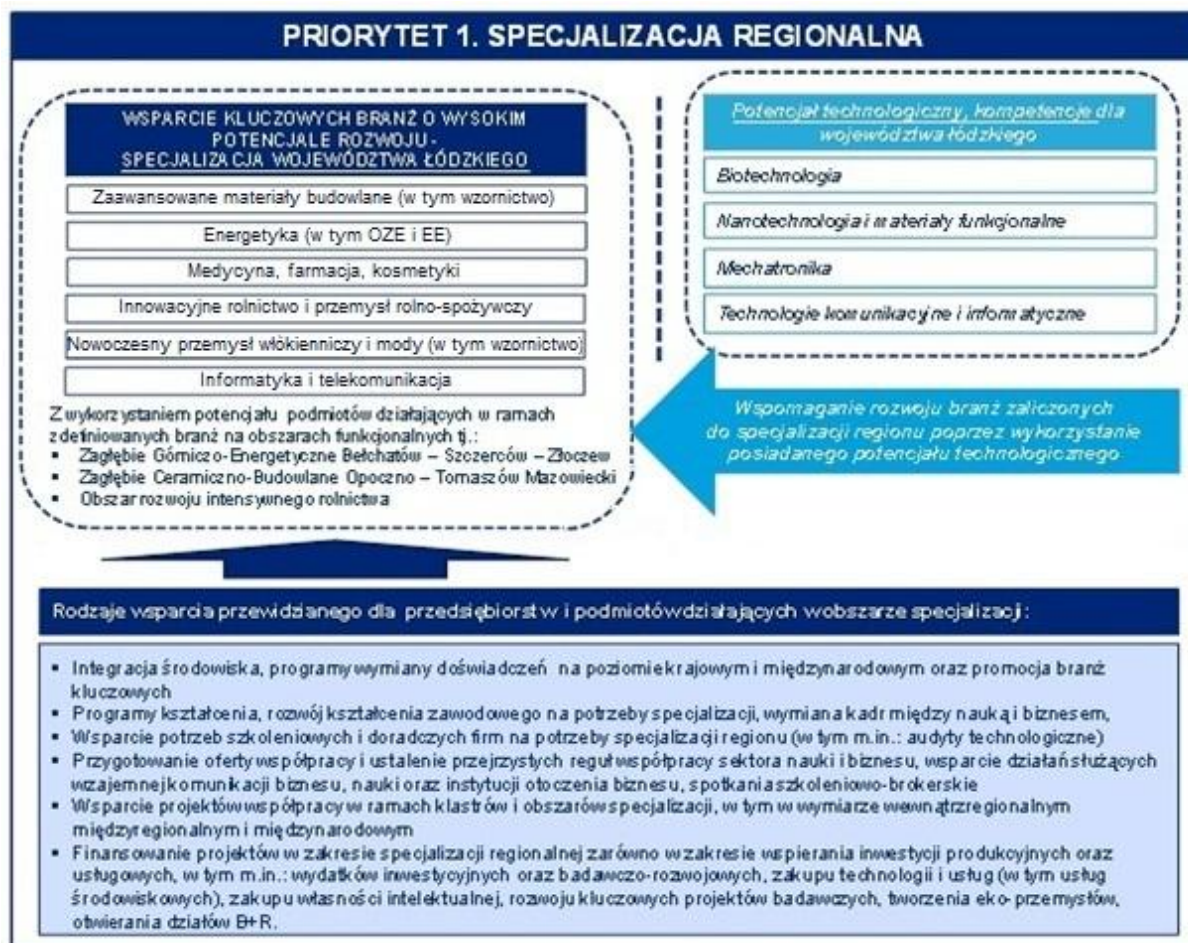 PRIORYTET 1. SPECJALIZACJA REGIONALNA
WSPARCIE KLUCZOWYCH BRANŻ O WYSOKIM
POTENCJALE ROZWOJU -
SPECJALIZACJA WOJEWÓDZTWA ŁÓDZKIEGO
Zaawansowane materiały budowlane (w tym wzornictwo)
Energetyka (w tym OZE i EE)
Medycyna, farmacja, kosmetyki
Innowacyjne rolnictwo i przemysł rolno-spożywczy
Nowoczesny przemysł włókienniczy i mody (w tym wzornictwo)
Informatyka i telekomunikacja
Z wykorzystaniem potencjału podmiotów działających w ramach
zdefiniowanych branż na obszarach funkcjonalnych tj.:
▪ Zagłębie Górniczo-Energetyczne Bełchatów – Szczerców – Złoczew
▪ Zagłębie Ceramiczno-Budowlane Opoczno – Tomaszów Mazowiecki
▪ Obszar rozwoju intensywnego rolnictwa
Potencjał technologiczny, kompetencje dla
województwa łódzkiego
Biotechnologia
Nanotechnologia i materiały funkcjonalne
Mechatronika
Technologie komunikacyjne i informatyczne
Wspomaganie rozwoju branż zaliczonych
do specjalizacji regionu poprzez wykorzystanie
posiadanego potencjału technologicznego
Rodzaje wsparcia przewidzianego dla przedsiębiorstw i podmiotów działających w obszarze specjalizacji:
▪ Integracja środowiska, programy wymiany doświadczeń na poziomie krajowym i międzynarodowym oraz promocja branż
kluczowych
▪ Programy kształcenia, rozwój kształcenia zawodowego na potrzeby specjalizacji, wymiana kadr między nauką i biznesem,
▪ Wsparcie potrzeb szkoleniowych i doradczych firm na potrzeby specjalizacji regionu (w tym m.in.: audyty technologiczne)
▪ Przygotowanie oferty współpracy i ustalenie przejrzystych reguł współpracy sektora nauki i biznesu, wsparcie działań służących
wzajemnej komunikacji biznesu, nauki oraz instytucji otoczenia biznesu, spotkania szkoleniowo-brokerskie
▪ Wsparcie projektów współpracy w ramach klastrów i obszarów specjalizacji, w tym w wymiarze wewnątrzregionalnym
międzyregionalnym i międzynarodowym
▪ Finansowanie projektów w zakresie specjalizacji regionalnej zarówno w zakresie wspierania inwestycji produkcyjnych oraz
usługowych, w tym m.in.: wydatków inwestycyjnych oraz badawczo-rozwojowych, zakupu technologii i usług (w tym usług
środowiskowych), zakupu własności intelektualnej, rozwoju kluczowych projektów badawczych, tworzenia eko-przemysłów,
otwierania działów B+R.